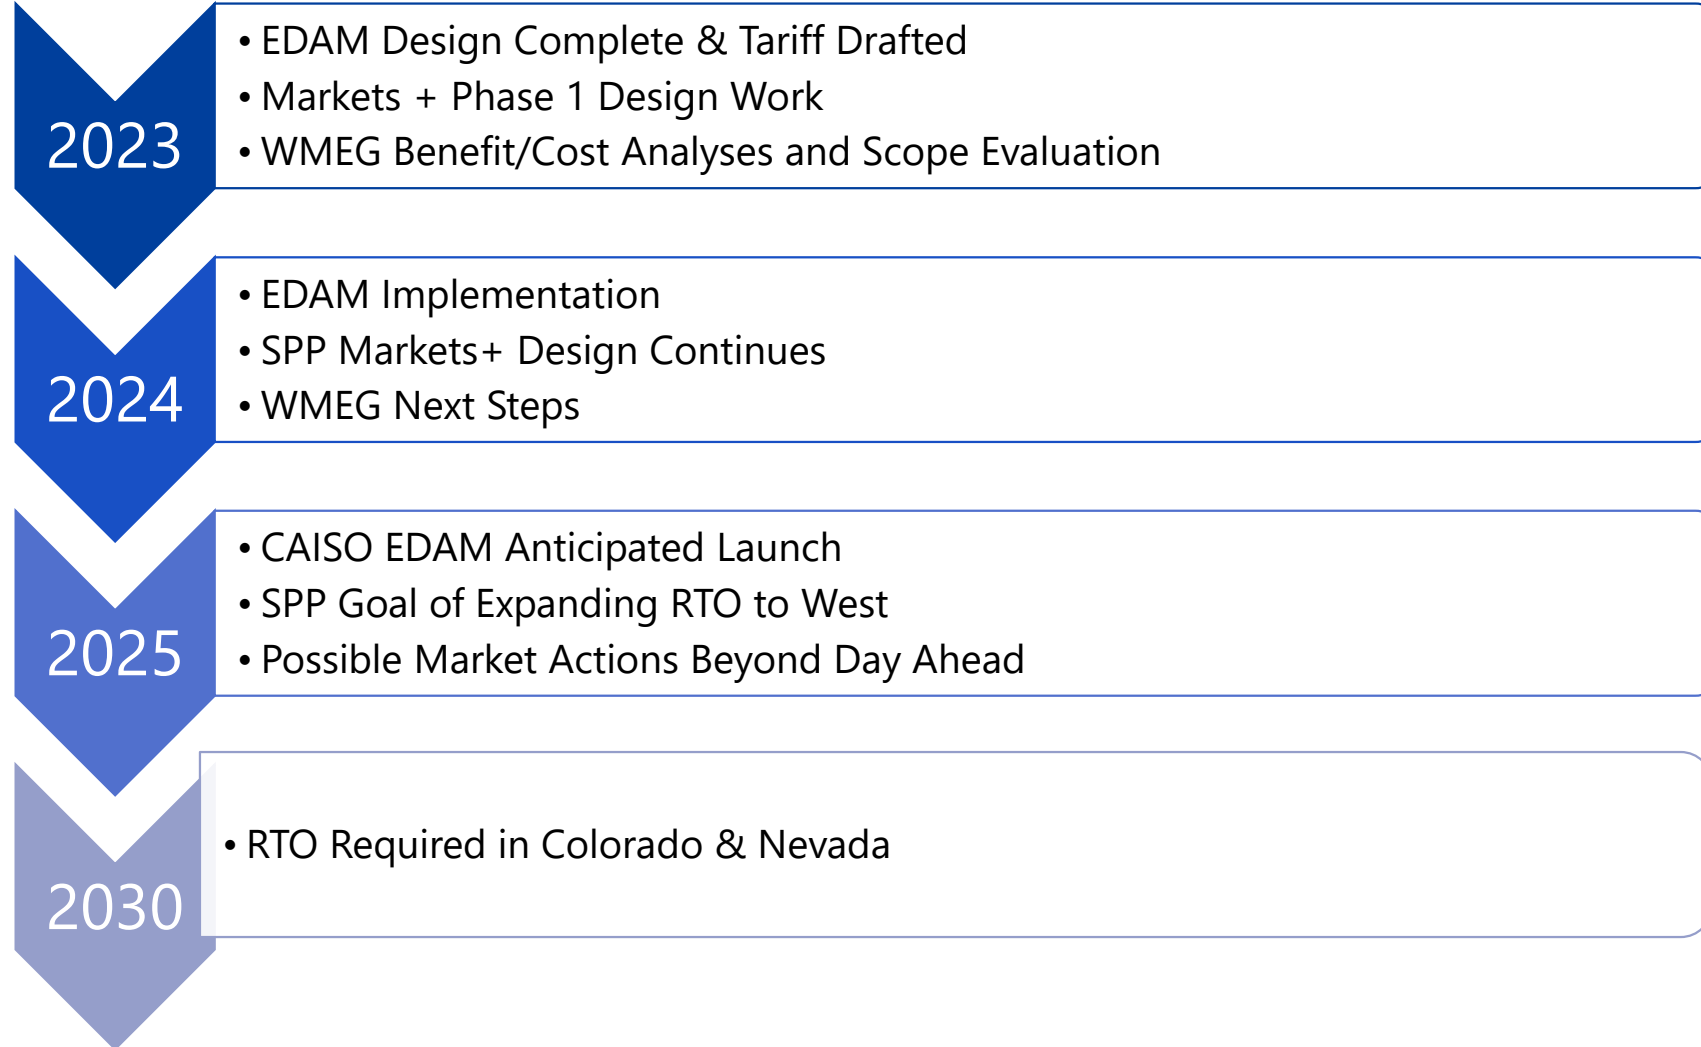 2023
• EDAM Design Complete & Tariff Drafted
• Markets + Phase 1 Design Work
• WMEG Benefit/Cost Analyses and Scope Evaluation
2024
• EDAM Implementation
• SPP Markets+ Design Continues
• WMEG Next Steps
2025
• CAISO EDAM Anticipated Launch
• SPP Goal of Expanding RTO to West
• Possible Market Actions Beyond Day Ahead
2030
• RTO Required in Colorado & Nevada